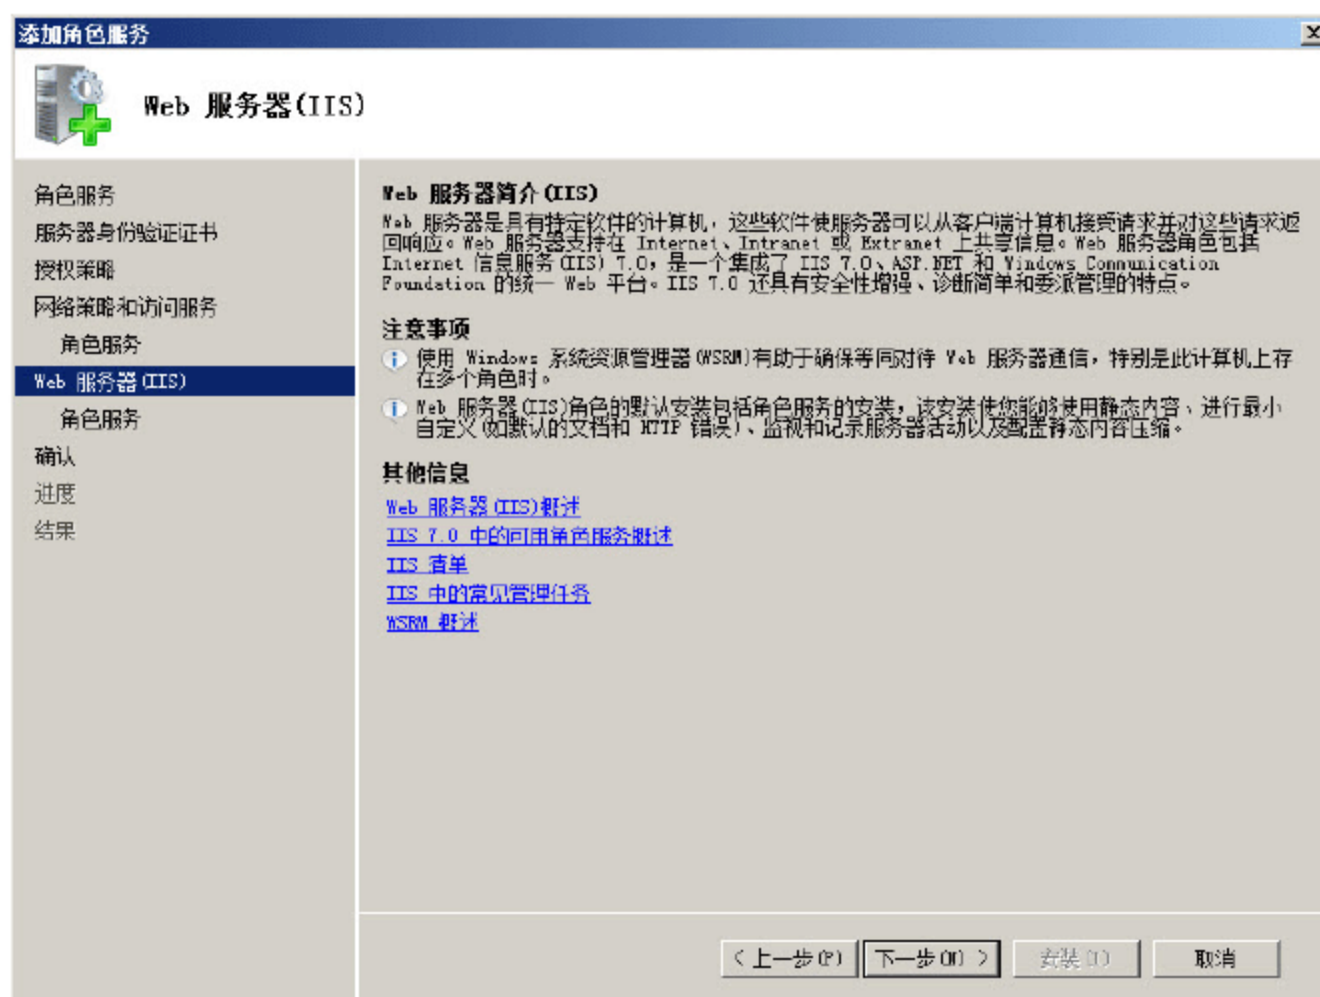 添加角色服务
Web 服务器(IIS)
角色服务
服务器身份验证证书
授权策略
网络策略和访问服务
角色服务
Web 服务器(IIS)
角色服务
确认
进度
结果
Web 服务器简介(IIS)
Web 服务器是具有特定软件的计算机，这些软件使服务器可以从客户端计算机接受请求并对这些请求返
回响应。Web 服务器支持在 Internet、Intranet 或 Extranet 上共享信息。Web 服务器角色包括
Internet 信息服务(IIS) 7.0，是一个集成了 IIS 7.0、ASP.NET 和 Windows Communication
Foundation 的统一 Web 平台。IIS 7.0 还具有安全性增强、诊断简单和委派管理的特点。
注意事项
使用 Windows 系统资源管理器(WSRM)有助于确保等同对待 Web 服务器通信，特别是此计算机上存
在多个角色时。
Web 服务器(IIS)角色的默认安装包括角色服务的安装，该安装使您能够使用静态内容、进行最小
自定义(如默认的文档和 HTTP 错误)、监视和记录服务器活动以及配置静态内容压缩。
其他信息
Web 服务器(IIS)概述
IIS 7.0 中的可用角色服务概述
IIS 清单
IIS 中的常见管理任务
WSRM 概述
< 上一步(P) 下一步(N) > 安装(I) 取消